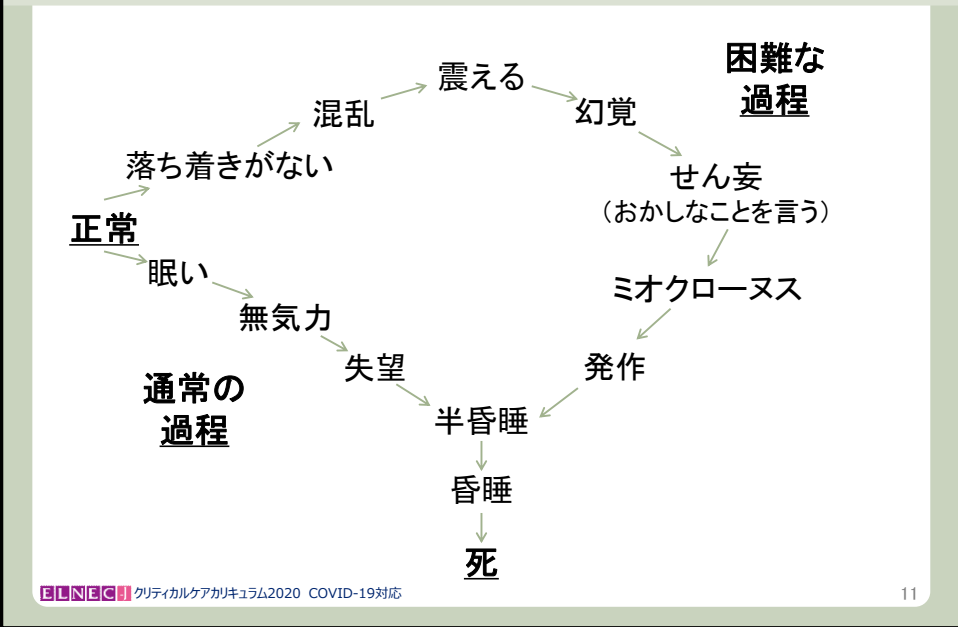 困難な
過程
震える
混乱
幻覚
落ち着きがない
せん妄
（おかしなことを言う）
正常
眠い
ミオクローヌス
無気力
失望
発作
通常の
過程
半昏睡
昏睡
死
ELNEC-J クリティカルケアカリキュラム2020 COVID-19対応
11